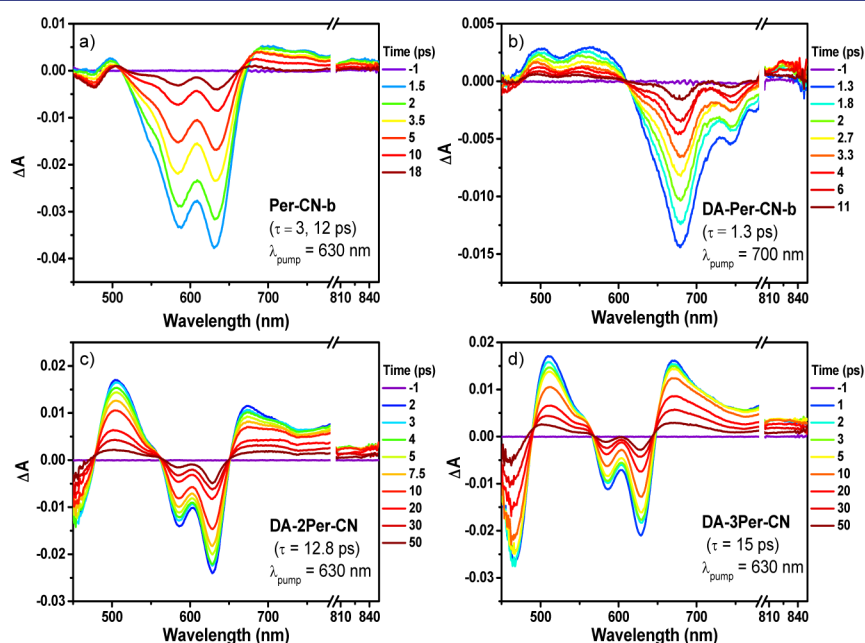 a)
0.01
0.00
-0.01
-0.02
-0.03
-0.04
ΔA
500
600
700
810
840
Wavelength (nm)
Per-CN-b
(τ = 3, 12 ps)
λpump = 630 nm
Time (ps)
-1
1.5
2
3.5
5
10
18
b)
0.005
0.000
-0.005
-0.010
-0.015
ΔA
500
600
700
810
840
Wavelength (nm)
DA-Per-CN-b
(τ = 1.3 ps)
λpump = 700 nm
Time (ps)
-1
1.3
1.8
2
2.7
3.3
4
6
11
c)
0.02
0.01
0.00
-0.01
-0.02
-0.03
ΔA
500
600
700
810
840
Wavelength (nm)
DA-2Per-CN
(τ = 12.8 ps)
λpump = 630 nm
Time (ps)
-1
2
3
4
5
7.5
10
20
30
50
d)
0.02
0.01
0.00
-0.01
-0.02
-0.03
ΔA
500
600
700
810
840
Wavelength (nm)
DA-3Per-CN
(τ = 15 ps)
λpump = 630 nm
Time (ps)
-1
1
2
3
5
10
20
30
50